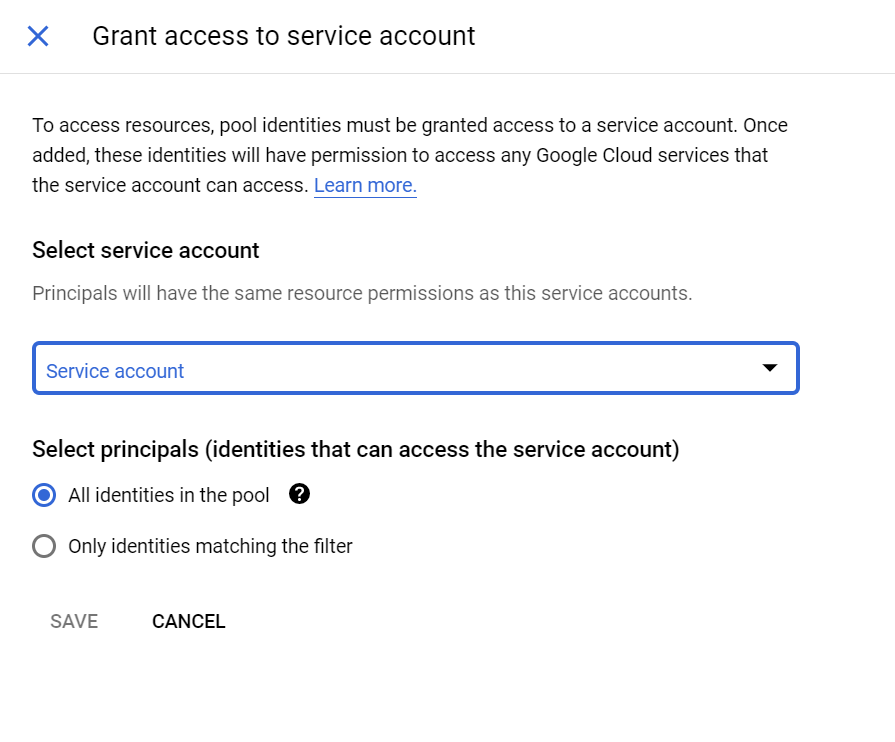 Grant access to service account
To access resources, pool identities must be granted access to a service account. Once
added, these identities will have permission to access any Google Cloud services that
the service account can access. Learn more.
Select service account
Principals will have the same resource permissions as this service accounts.
Service account
Select principals (identities that can access the service account)
All identities in the pool ?
Only identities matching the filter
SAVE CANCEL